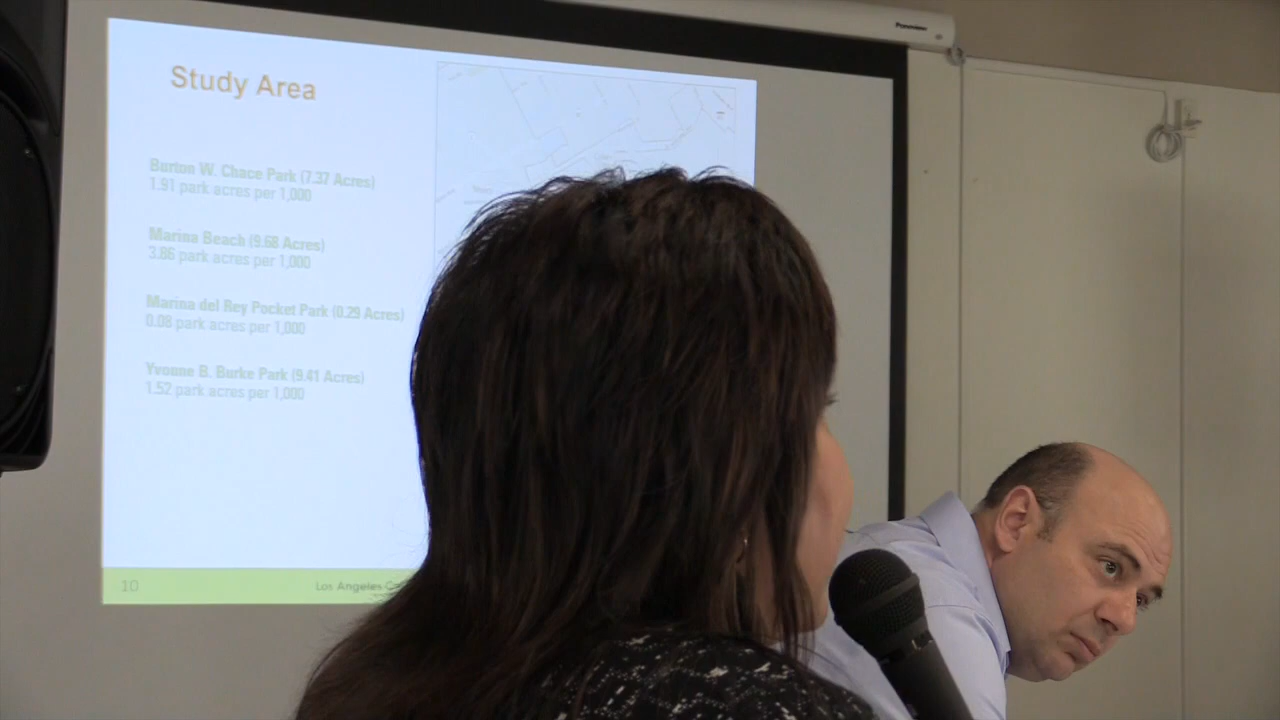 Study Area
Burton W. Chace Park (7.37 Acres)
1.91 park acres per 1,000
Marina Beach (9.68 Acres)
3.86 park acres per 1,000
Marina del Rey Pocket Park (0.29 Acres)
0.08 park acres per 1,000
Yvonne B. Burke Park (9.41 Acres)
1.52 park acres per 1,000
10
Los Angeles